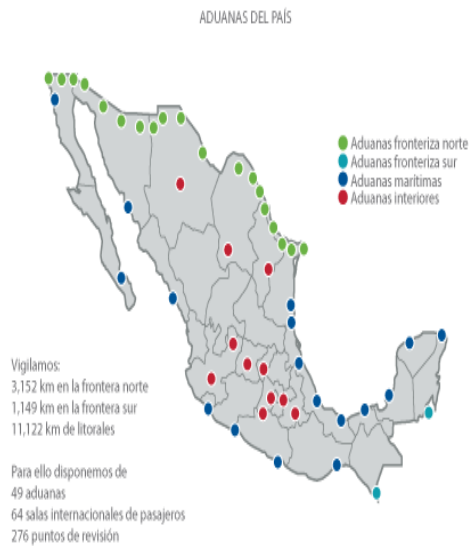 ADUANAS DEL PAÍS
Aduanas fronteriza norte
Aduanas fronteriza sur
Aduanas marítimas
Aduanas interiores
Vigilamos:
3,152 km en la frontera norte
1,149 km en la frontera sur
11,122 km de litorales
Para ello disponemos de
49 aduanas
64 salas internacionales de pasajeros
276 puntos de revisión